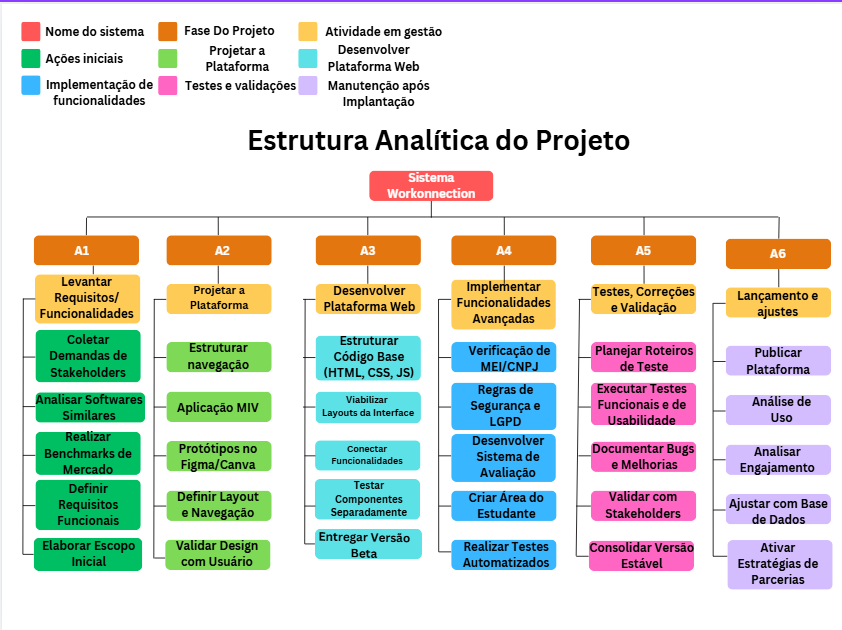 Nome do sistema
Fase Do Projeto
Atividade em gestão
Ações iniciais
Projetar a
Plataforma
Desenvolver
Plataforma Web
Implementação de
funcionalidades
Testes e validações
Manutenção após
Implantação
Estrutura Analítica do Projeto
Sistema
Workonnection
A1
A2
A3
A4
A5
A6
Levantar
Requisitos/
Funcionalidades
Coletar
Demandas de
Stakeholders
Analisar Softwares
Similares
Realizar
Benchmarks de
Mercado
Definir
Requisitos
Funcionais
Elaborar Escopo
Inicial
Projetar a
Plataforma
Estruturar
navegação
Aplicação MIV
Protótipos no
Figma/Canva
Definir Layout
e Navegação
Validar Design
com Usuário
Desenvolver
Plataforma Web
Estruturar
Código Base
(HTML, CSS, JS)
Viabilizar
Layouts da Interface
Conectar
Funcionalidades
Testar
Componentes
Separadamente
Entregar Versão
Beta
Implementar
Funcionalidades
Avançadas
Verificação de
MEI/CNPJ
Regras de
Segurança e
LGPD
Desenvolver
Sistema de
Avaliação
Criar Área do
Estudante
Realizar Testes
Automatizados
Testes, Correções
e Validação
Planejar Roteiros
de Teste
Executar Testes
Funcionais e de
Usabilidade
Documentar Bugs
e Melhorias
Validar com
Stakeholders
Consolidar Versão
Estável
Lançamento e
ajustes
Publicar
Plataforma
Análise de
Uso
Analisar
Engajamento
Ajustar com Base
de Dados
Ativar
Estratégias de
Parcerias